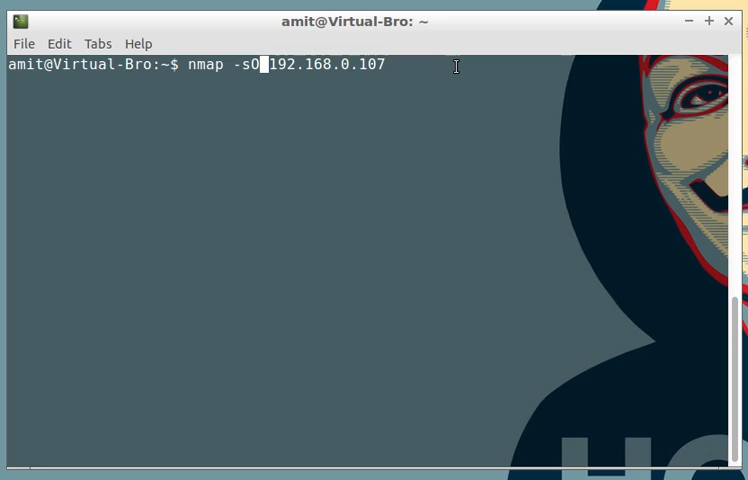 amit@Virtual-Bro: ~
File Edit Tabs Help
amit@Virtual-Bro:~$ nmap -sO 192.168.0.107